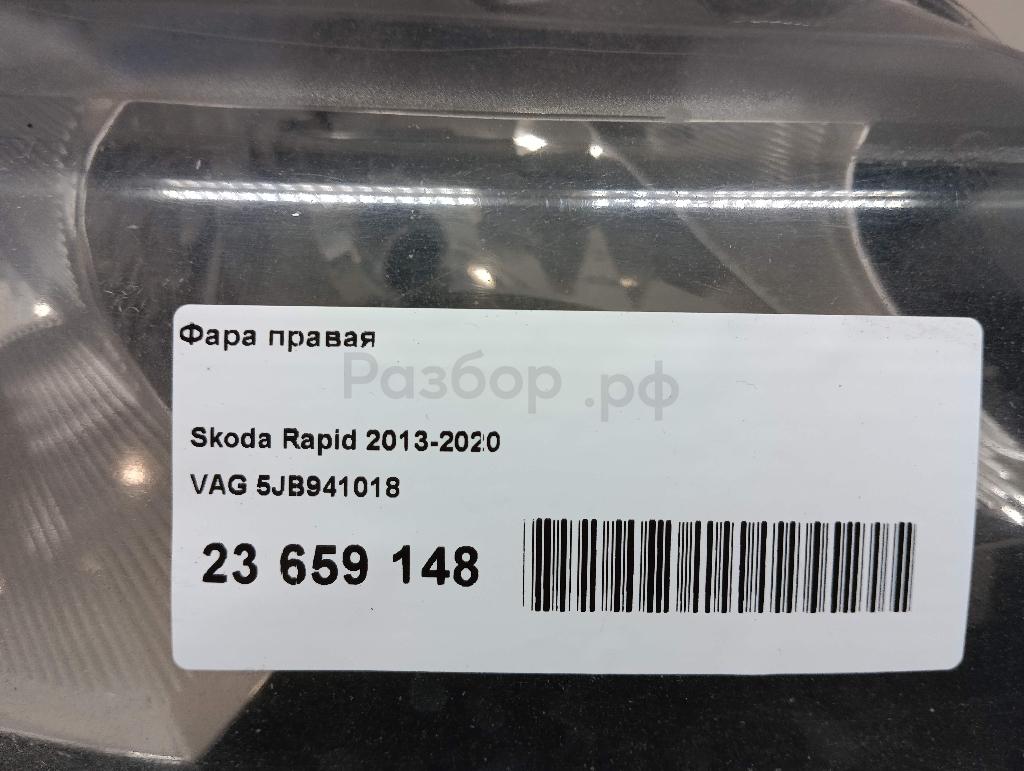 Фара правая
Разбор.рф
Skoda Rapid 2013-2020
VAG 5JB941018
23 659 148